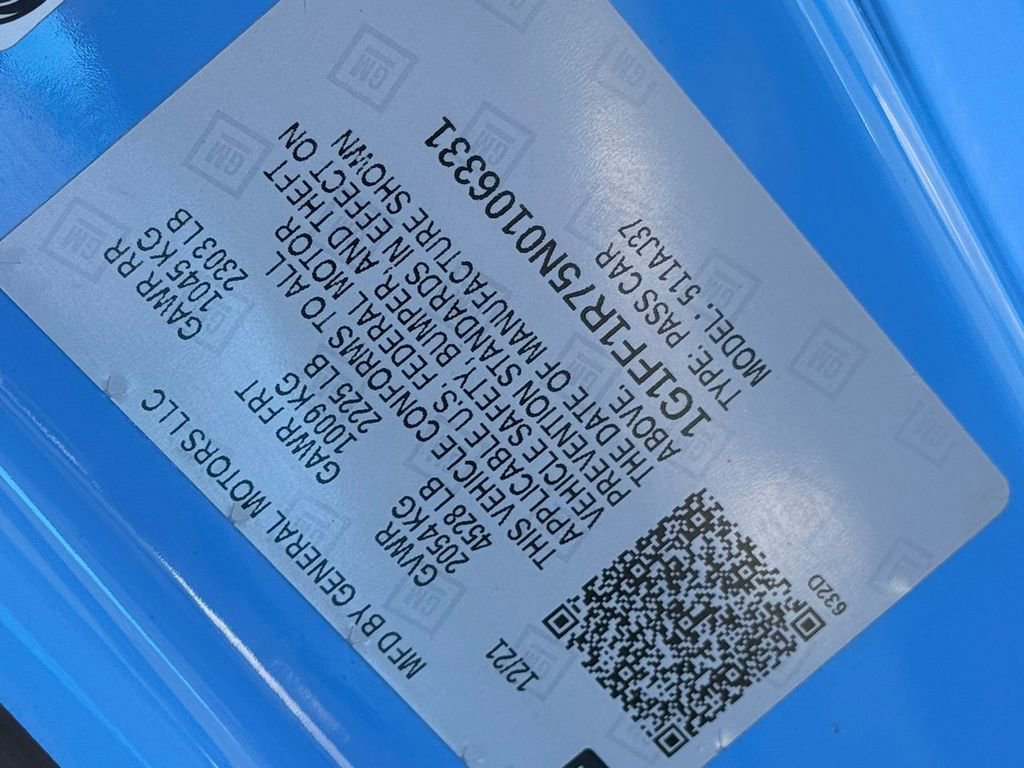 MFD BY GENERAL MOTORS LLC
12/21
GVWR
2054KG
4528 LB
GAWR FRT
1009 KG
2225 LB
GAWR RR
1045 KG
2303 LB
THIS VEHICLE CONFORMS TO ALL
APPLICABLE U.S. FEDERAL MOTOR
VEHICLE SAFETY, BUMPER, AND THEFT
PREVENTION STANDARDS IN EFFECT ON
THE DATE OF MANUFACTURE SHOWN
ABOVE.
1G1FF1R75N0106331
TYPE: PASS CAR
MODEL: 511AJ37
632D
GM